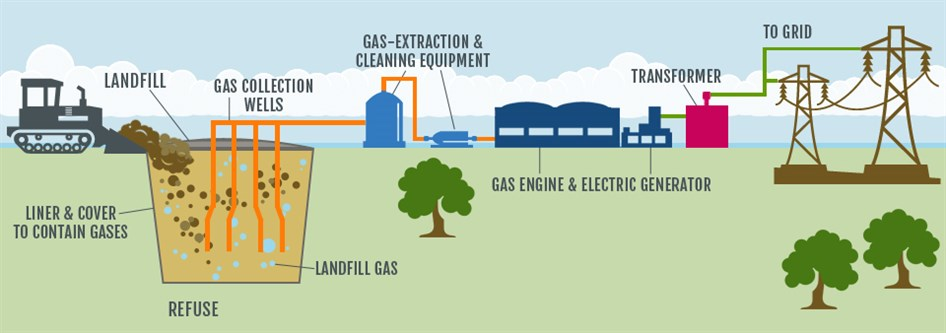 LANDFILL
GAS COLLECTION
WELLS
GAS-EXTRACTION &
CLEANING EQUIPMENT
TRANSFORMER
TO GRID
GAS ENGINE & ELECTRIC GENERATOR
LINER & COVER
TO CONTAIN GASES
LANDFILL GAS
REFUSE